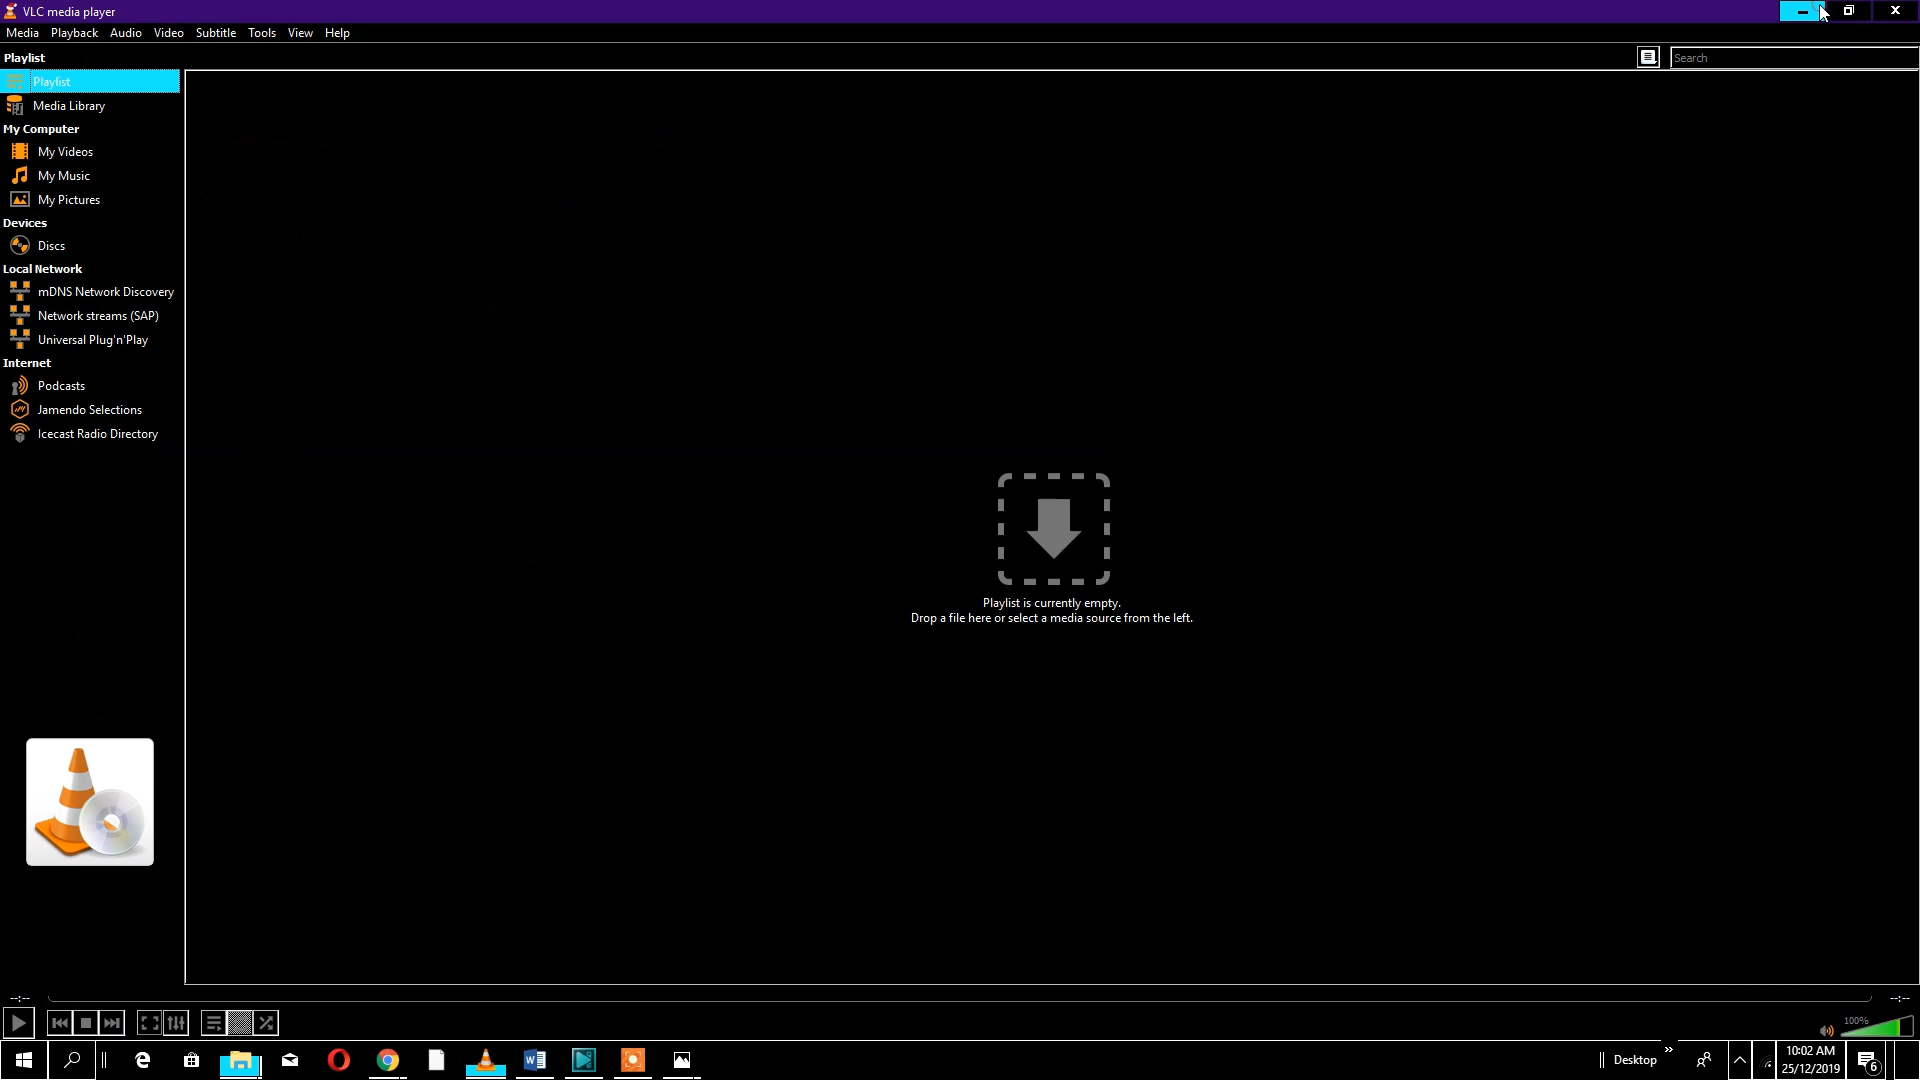 VLC media player
Media Playback Audio Video Subtitle Tools View Help
Playlist
Search
Playlist
Media Library
My Computer
My Videos
My Music
My Pictures
Devices
Discs
Local Network
mDNS Network Discovery
Network streams (SAP)
Universal Plug'n'Play
Internet
Podcasts
Jamendo Selections
Icecast Radio Directory
Playlist is currently empty.
Drop a file here or select a media source from the left.
--:--
--:--
100%
Desktop
10:02 AM
25/12/2019
6